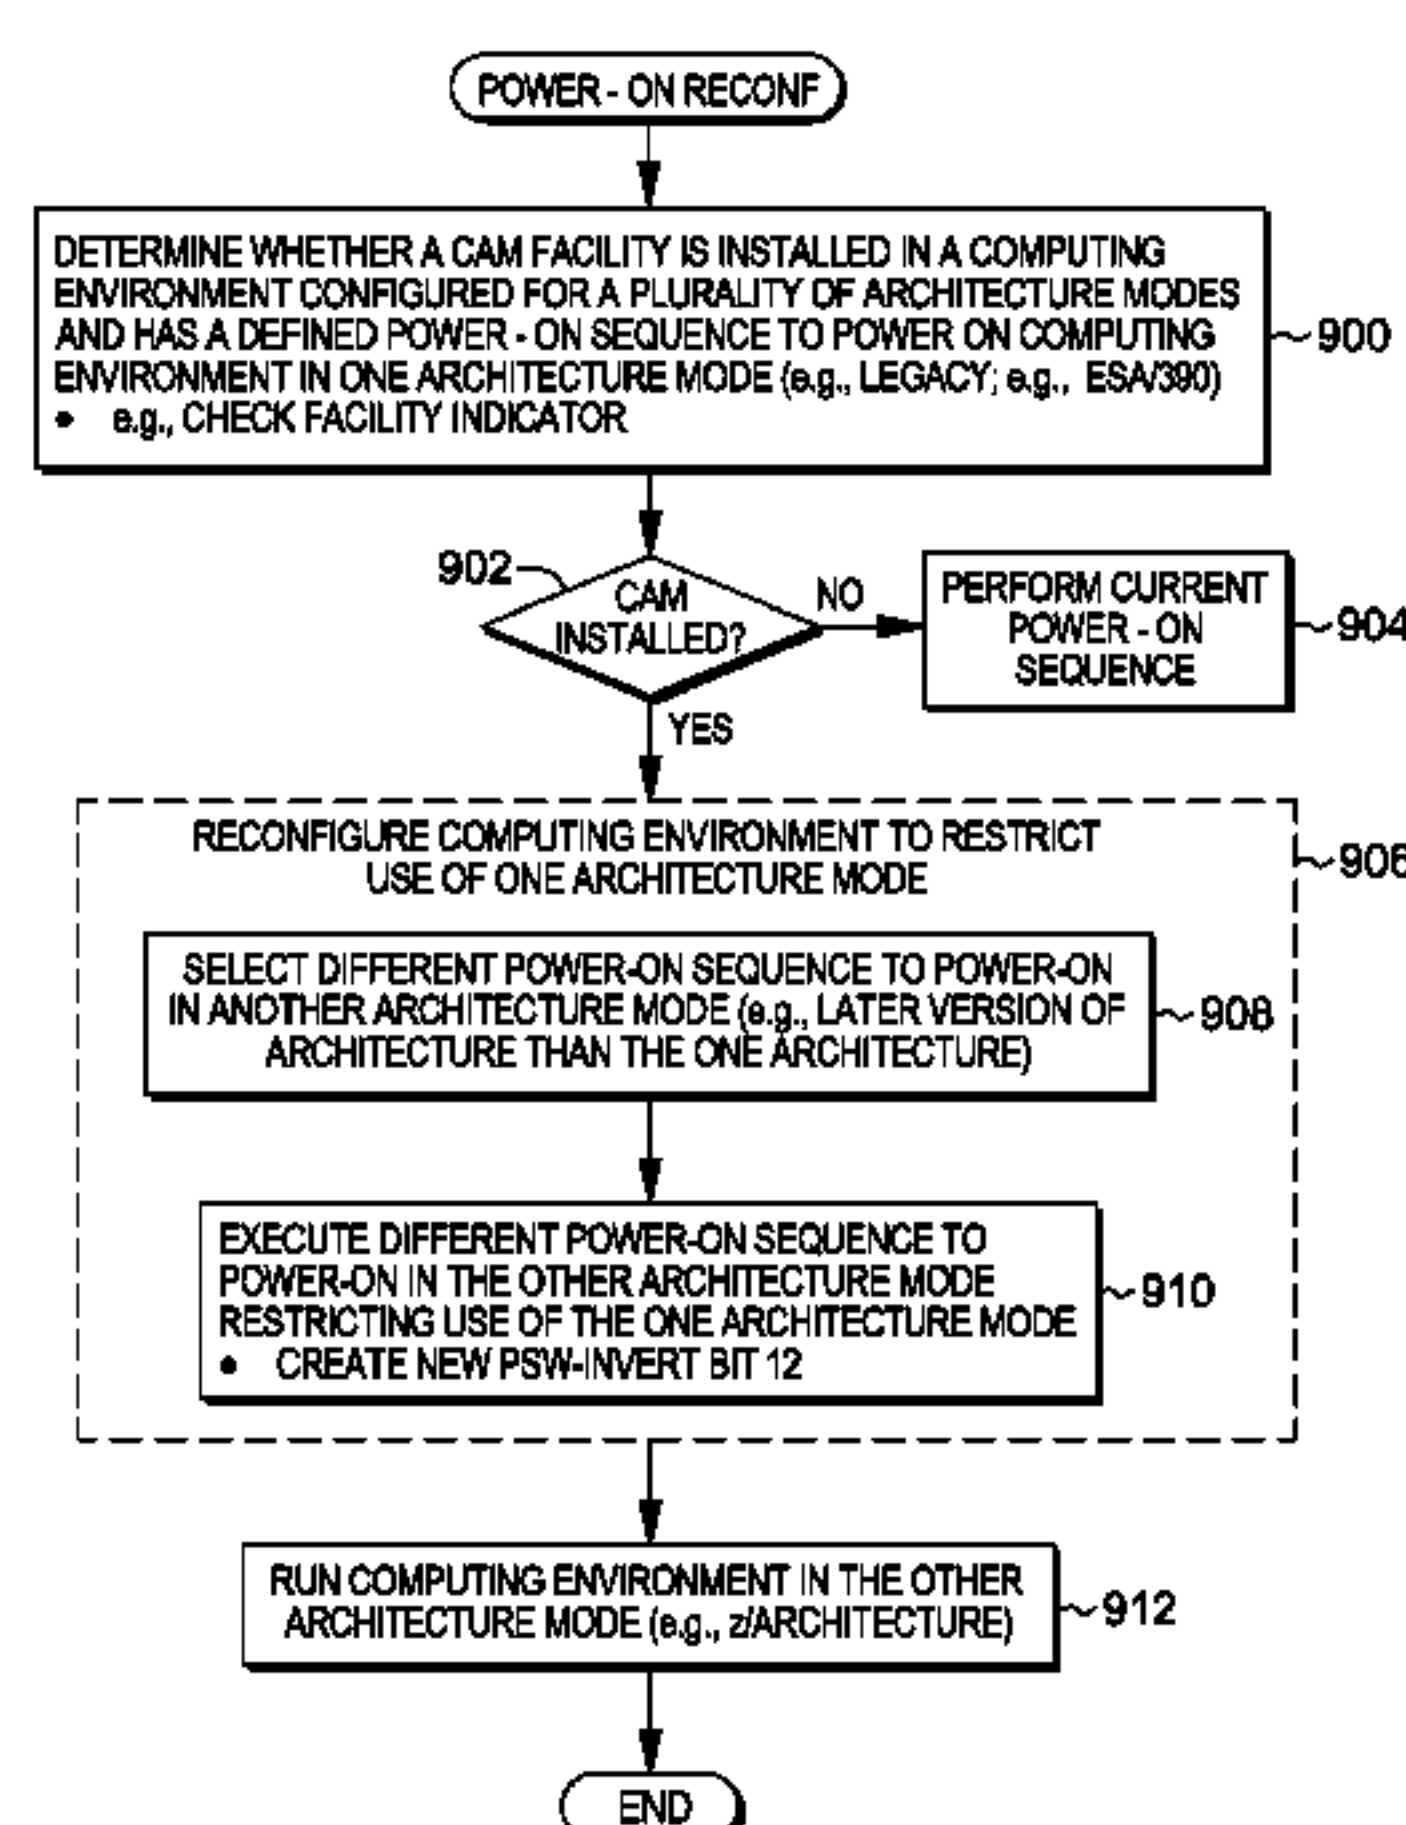 POWER - ON RECONF
DETERMINE WHETHER A CAM FACILITY IS INSTALLED IN A COMPUTING
ENVIRONMENT CONFIGURED FOR A PLURALITY OF ARCHITECTURE MODES
AND HAS A DEFINED POWER - ON SEQUENCE TO POWER ON COMPUTING
ENVIRONMENT IN ONE ARCHITECTURE MODE (e.g., LEGACY; e.g., ESA/390)
• e.g., CHECK FACILITY INDICATOR
900
902
CAM
INSTALLED?
NO
PERFORM CURRENT
POWER - ON
SEQUENCE
904
YES
RECONFIGURE COMPUTING ENVIRONMENT TO RESTRICT
USE OF ONE ARCHITECTURE MODE
906
SELECT DIFFERENT POWER-ON SEQUENCE TO POWER-ON
IN ANOTHER ARCHITECTURE MODE (e.g., LATER VERSION OF
ARCHITECTURE THAN THE ONE ARCHITECTURE)
908
EXECUTE DIFFERENT POWER-ON SEQUENCE TO
POWER-ON IN THE OTHER ARCHITECTURE MODE
RESTRICTING USE OF THE ONE ARCHITECTURE MODE
• CREATE NEW PSW-INVERT BIT 12
910
RUN COMPUTING ENVIRONMENT IN THE OTHER
ARCHITECTURE MODE (e.g., z/ARCHITECTURE)
912
END